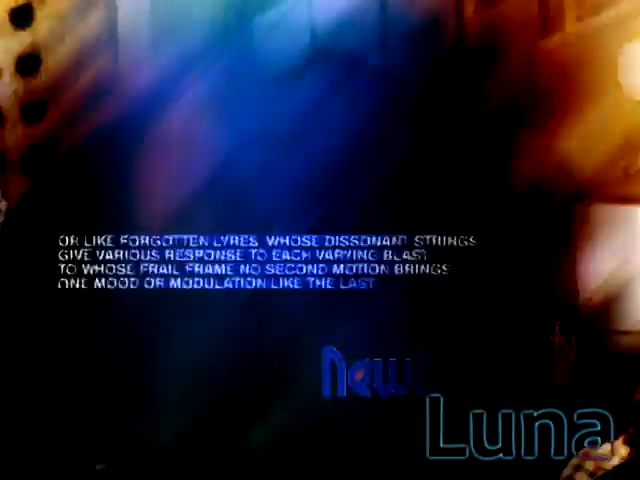 OR LIKE FORGOTTEN LYRES, WHOSE DISSONANT STRINGS
GIVE VARIOUS RESPONSE TO EACH VARYING BLAST
TO WHOSE FRAIL FRAME NO SECOND MOTION BRINGS
ONE MOOD OR MODULATION LIKE THE LAST
New
Luna